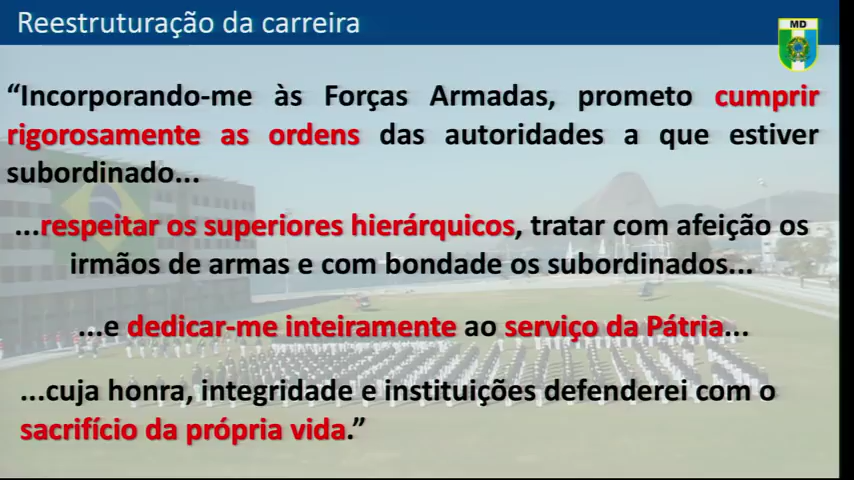 Reestruturação da carreira
MD
“Incorporando-me às Forças Armadas, prometo cumprir
rigorosamente as ordens das autoridades a que estiver
subordinado...
...respeitar os superiores hierárquicos, tratar com afeição os
irmãos de armas e com bondade os subordinados...
...e dedicar-me inteiramente ao serviço da Pátria...
...cuja honra, integridade e instituições defenderei com o
sacrifício da própria vida.”